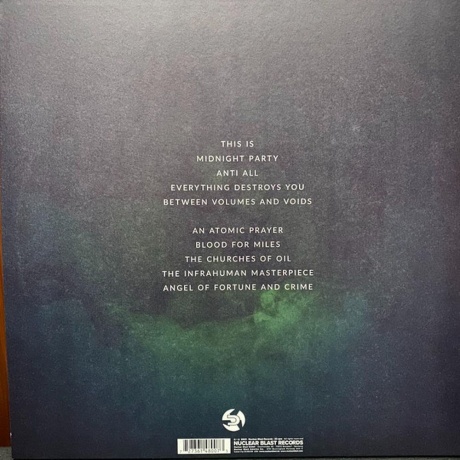 THIS IS
MIDNIGHT PARTY
ANTI ALL
EVERYTHING DESTROYS YOU
BETWEEN VOLUMES AND VOIDS
AN ATOMIC PRAYER
BLOOD FOR MILES
THE CHURCHES OF OIL
THE INFRAHUMAN MASTERPIECE
ANGEL OF FORTUNE AND CRIME
NUCLEAR BLAST RECORDS